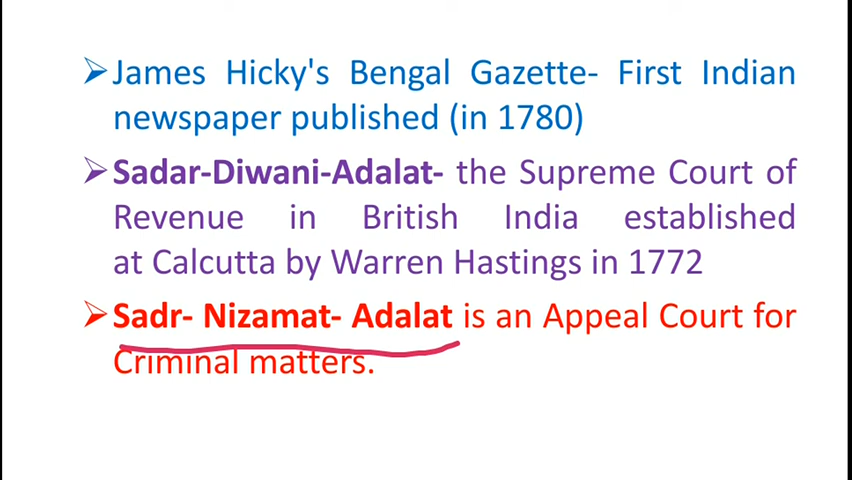 ➢James Hicky's Bengal Gazette- First Indian
newspaper published (in 1780)
➢Sadar-Diwani-Adalat- the Supreme Court of
Revenue in British India established
at Calcutta by Warren Hastings in 1772
➢Sadr- Nizamat- Adalat is an Appeal Court for
Criminal matters.